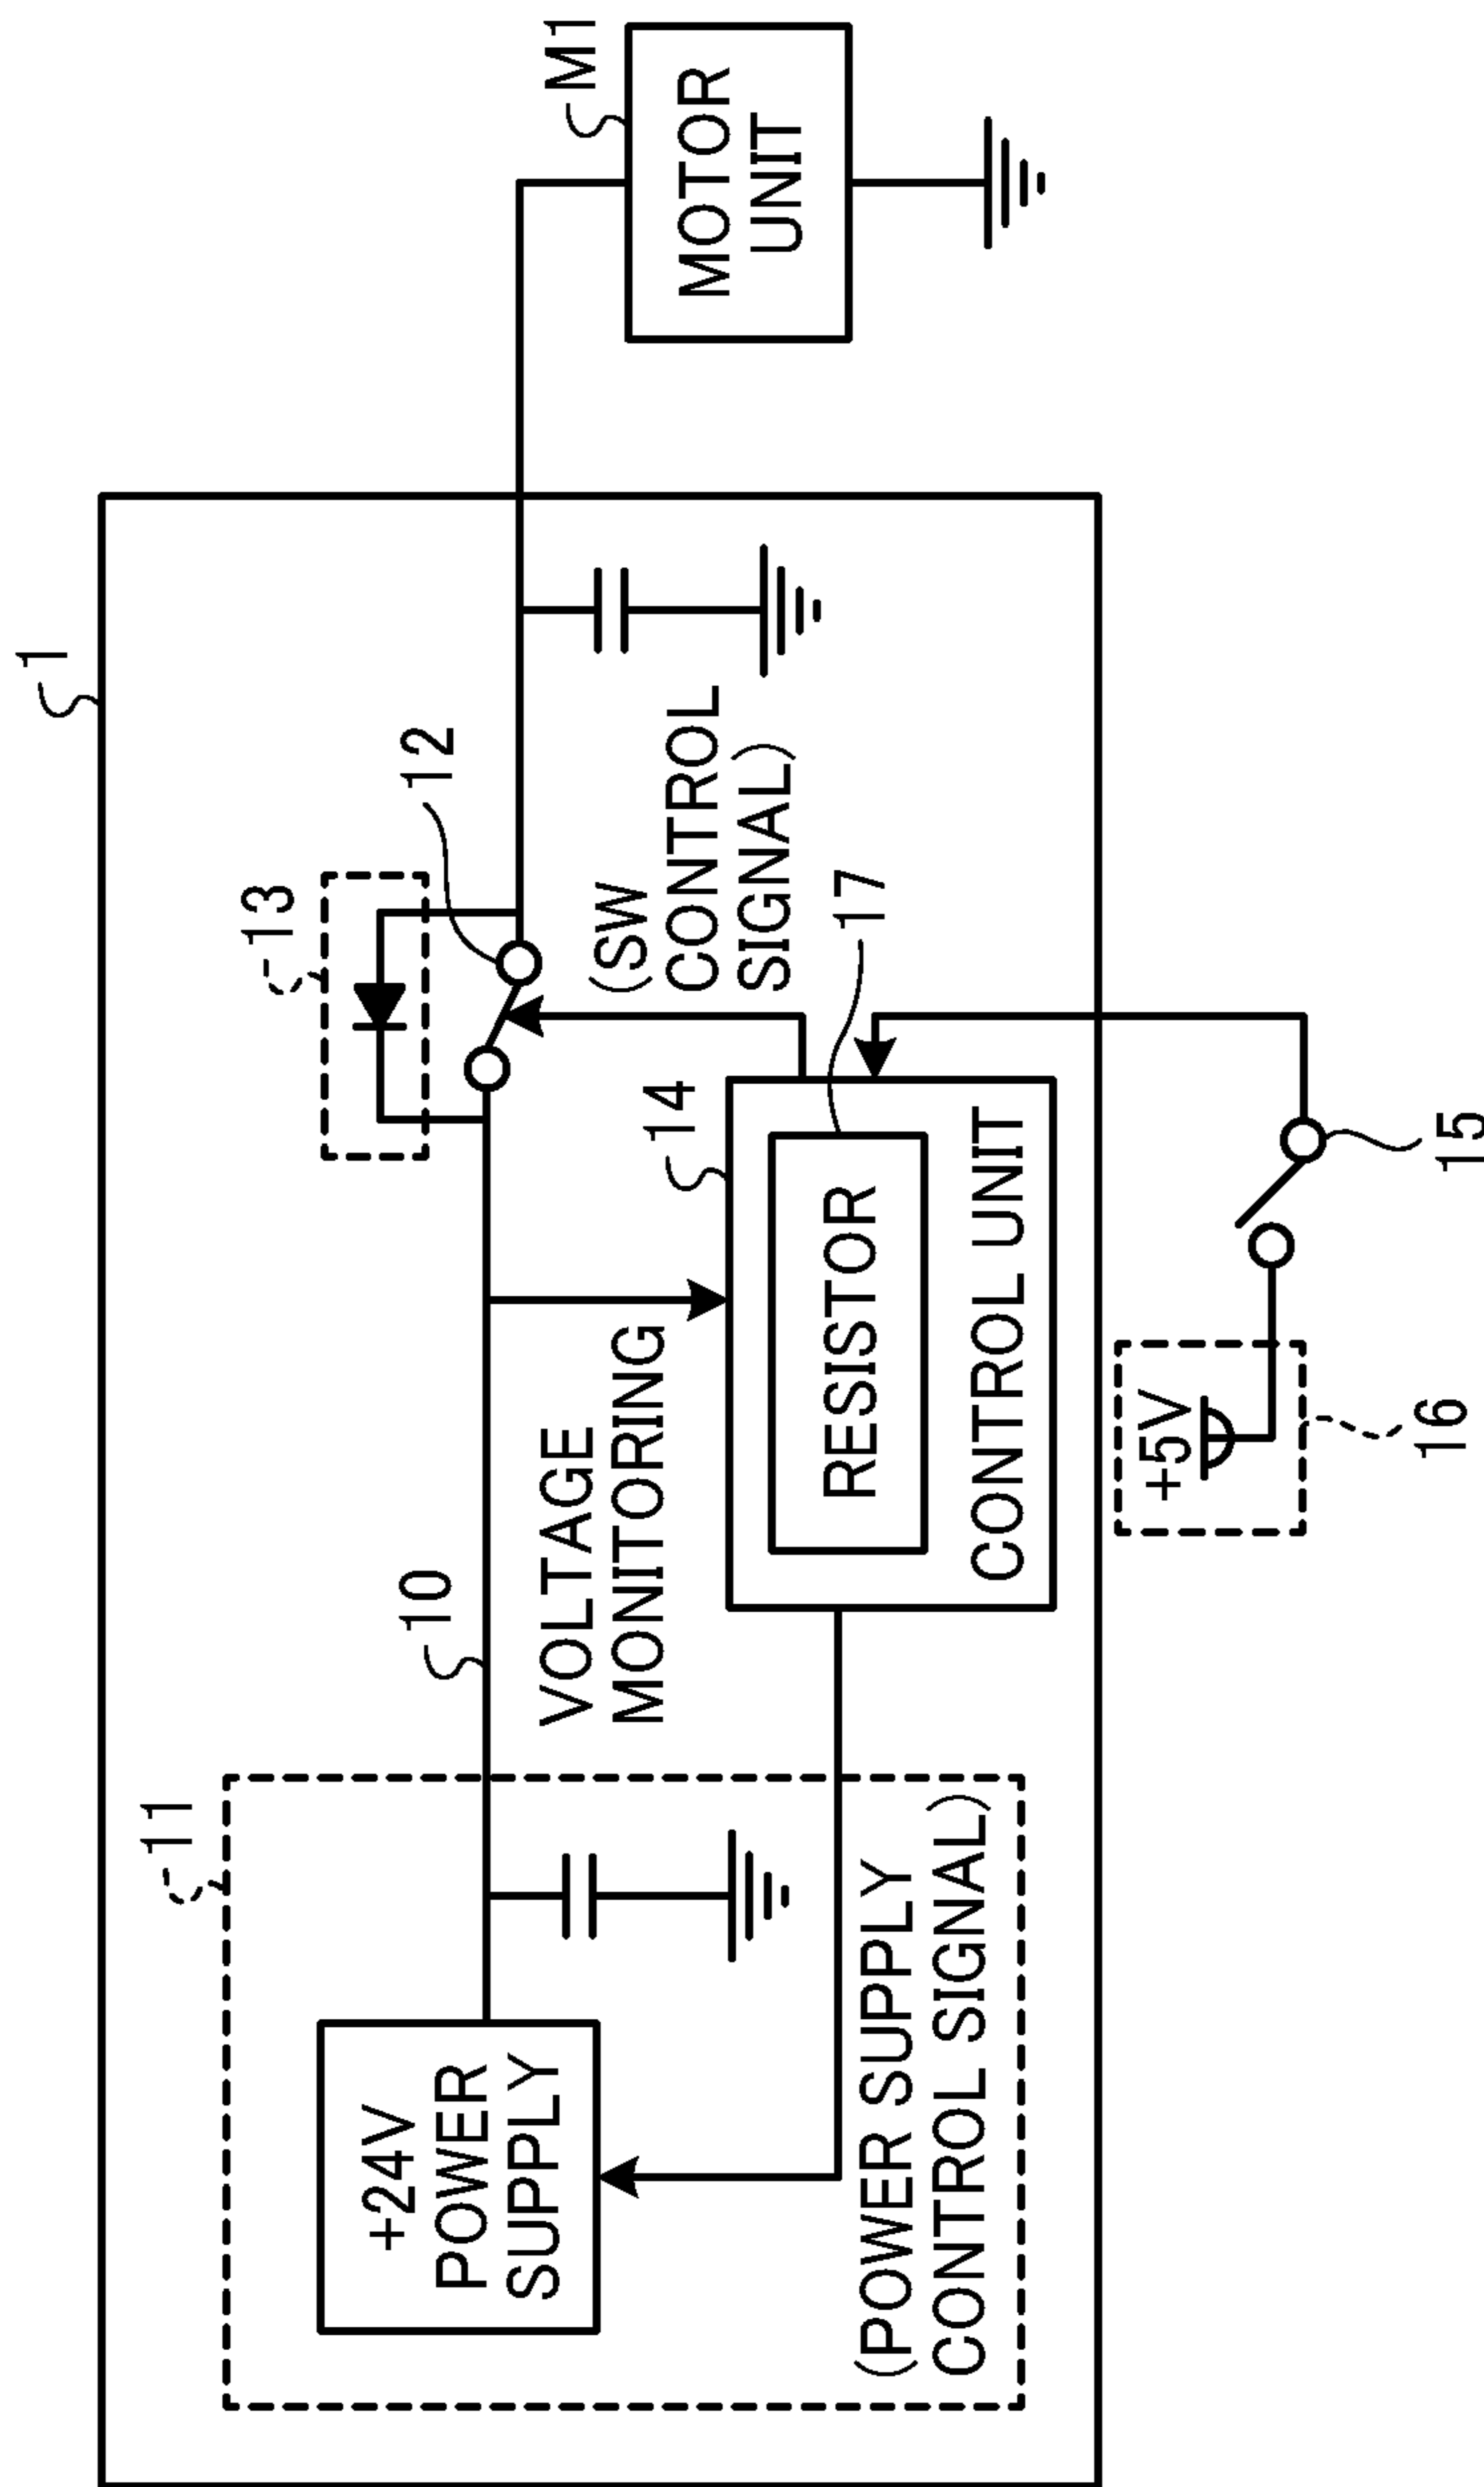 1
11
+24V
POWER
SUPPLY
(POWER SUPPLY
CONTROL SIGNAL)
10
VOLTAGE
MONITORING
13
12
(SW
CONTROL
SIGNAL)
14
17
RESISTOR
CONTROL UNIT
+5V
16
15
M1
MOTOR
UNIT